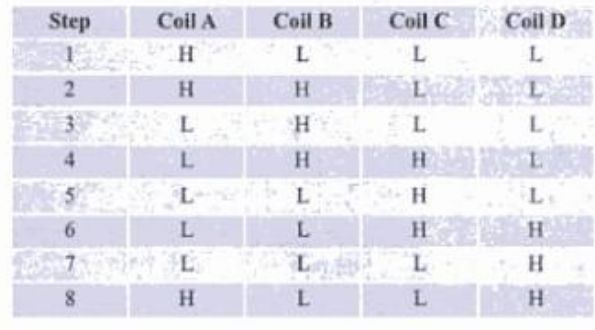 Step Coil A Coil B Coil C Coil D
1 H L L L
2 H H L L
3 L H L L
4 L H H L
5 L L H L
6 L L H H
7 L L L H
8 H L L H